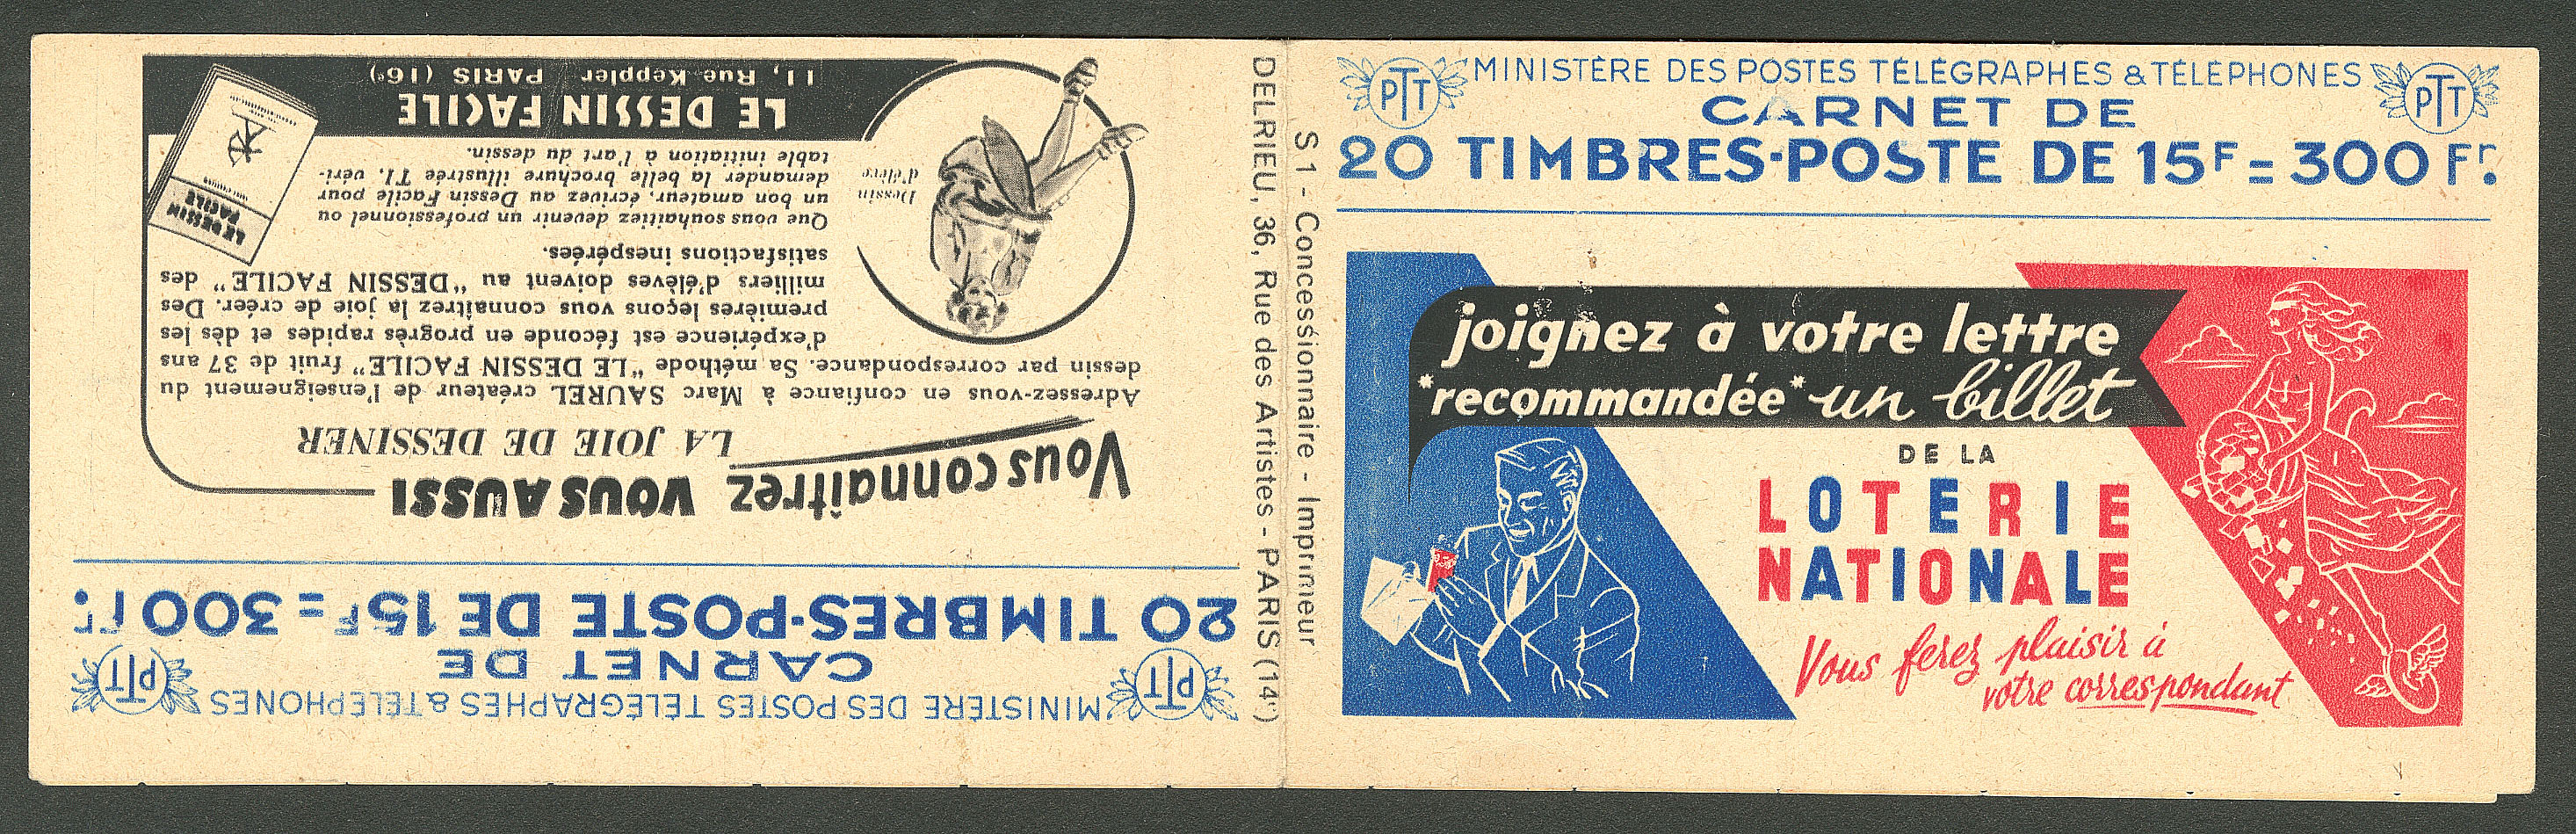 PTT
MINISTÈRE DES POSTES TÉLÉGRAPHES & TÉLÉPHONES
PTT
CARNET DE
20 TIMBRES-POSTE DE 15F = 300 Fr.
joignez à votre lettre
"recommandée" un billet
DE LA
LOTERIE
NATIONALE
Vous ferez plaisir à
votre correspondant
S 1 - Concessionnaire - Imprimeur
DELRIEU, 36, Rue des Artistes - PARIS (14e)
PTT
MINISTÈRE DES POSTES TÉLÉGRAPHES & TÉLÉPHONES
PTT
CARNET DE
20 TIMBRES-POSTE DE 15F = 300 Fr.
Vous connaîtrez VOUS AUSSI
LA JOIE DE DESSINER
Adressez-vous en confiance à Marc SAUREL créateur de l'enseignement du
dessin par correspondance. Sa méthode "LE DESSIN FACILE" fruit de 37 ans
d'expérience est féconde en progrès rapides et dès les
premières leçons vous connaîtrez la joie de créer. Des
milliers d'élèves doivent au "DESSIN FACILE" des
satisfactions inespérées.
Que vous souhaitiez devenir un professionnel ou
un bon amateur, écrivez au Dessin Facile pour
demander la belle brochure illustrée TI, véri-
table initiation à l'art du dessin.
Dessin
d'élève
LE DESSIN
FACILE
LE DESSIN FACILE
11, Rue Keppler PARIS (16e)